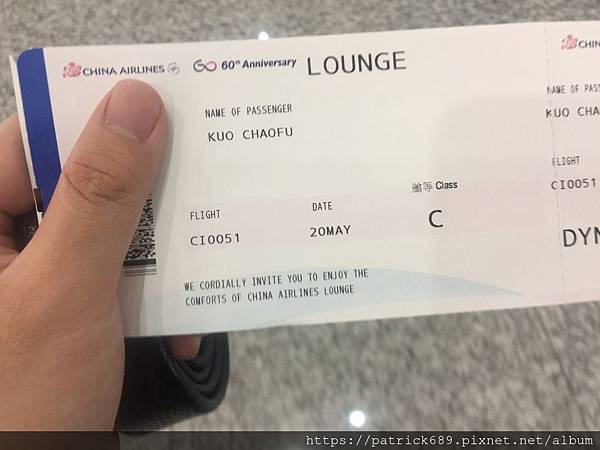 CHINA AIRLINES 60th Anniversary LOUNGE
NAME OF PASSENGER
KUO CHAOFU
艙等 Class
FLIGHT DATE
CI0051 20MAY C
WE CORDIALLY INVITE YOU TO ENJOY THE
COMFORTS OF CHINA AIRLINES LOUNGE
CHIN
NAME OF PASS
KUO CHA
FLIGHT
CI0051
DYN
https://patrick689.pixnet.net/album